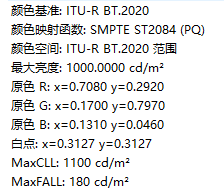 颜色基准: ITU-R BT.2020
颜色映射函数: SMPTE ST2084 (PQ)
颜色空间: ITU-R BT.2020 范围
最大亮度: 1000.0000 cd/m²
原色 R: x=0.7080 y=0.2920
原色 G: x=0.1700 y=0.7970
原色 B: x=0.1310 y=0.0460
白点: x=0.3127 y=0.3127
MaxCLL: 1100 cd/m²
MaxFALL: 180 cd/m²